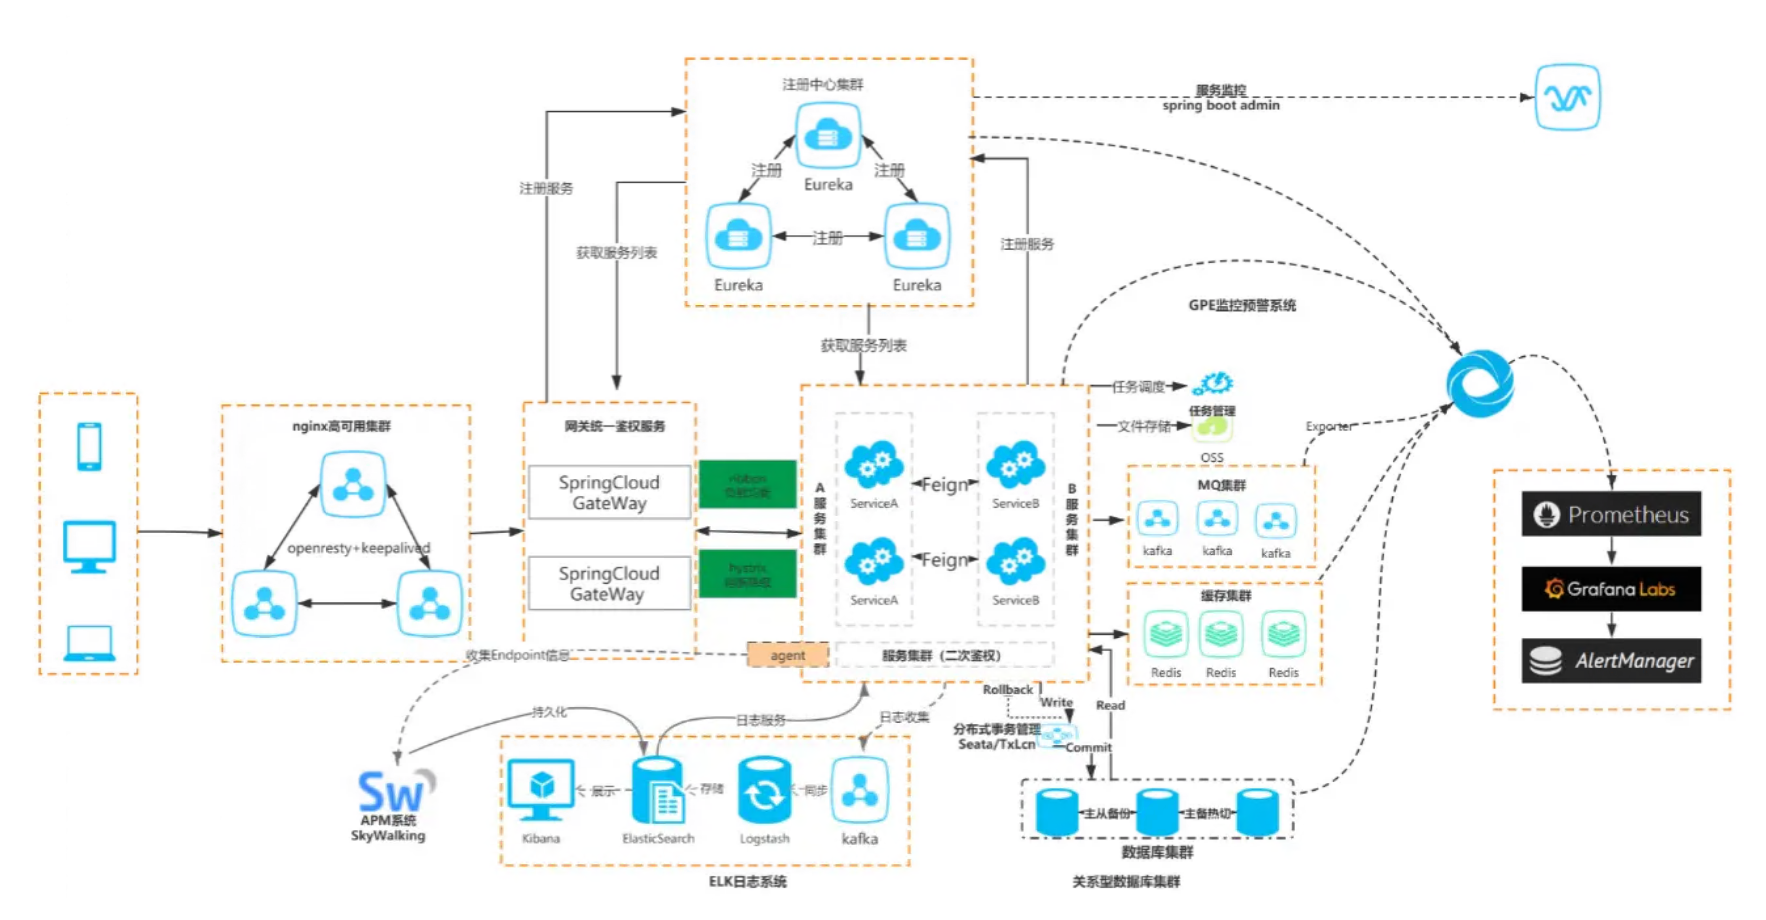 注册中心集群
Eureka
注册
注册
Eureka
注册
Eureka
服务监控
spring boot admin
注册服务
获取服务列表
注册服务
获取服务列表
GPE监控预警系统
nginx高可用集群
openresty+keepalived
网关统一鉴权服务
SpringCloud
GateWay
SpringCloud
GateWay
ribbon
负载均衡
hystrix
A服务集群
ServiceA
Feign
ServiceB
ServiceA
Feign
ServiceB
B服务集群
agent
服务集群（二次鉴权）
任务调度
任务管理
文件存储
OSS
Exporter
MQ集群
kafka
kafka
kafka
缓存集群
Redis
Redis
Redis
Prometheus
Grafana Labs
AlertManager
收集Endpoint信息
持久化
日志服务
日志收集
Rollback
Write
Read
分布式事务管理
Seata/TxLcn
Commit
Sw
APM系统
SkyWalking
Kibana
展示
ElasticSearch
存储
Logstash
同步
kafka
ELK日志系统
主从备份
主备热切
数据库集群
关系型数据库集群